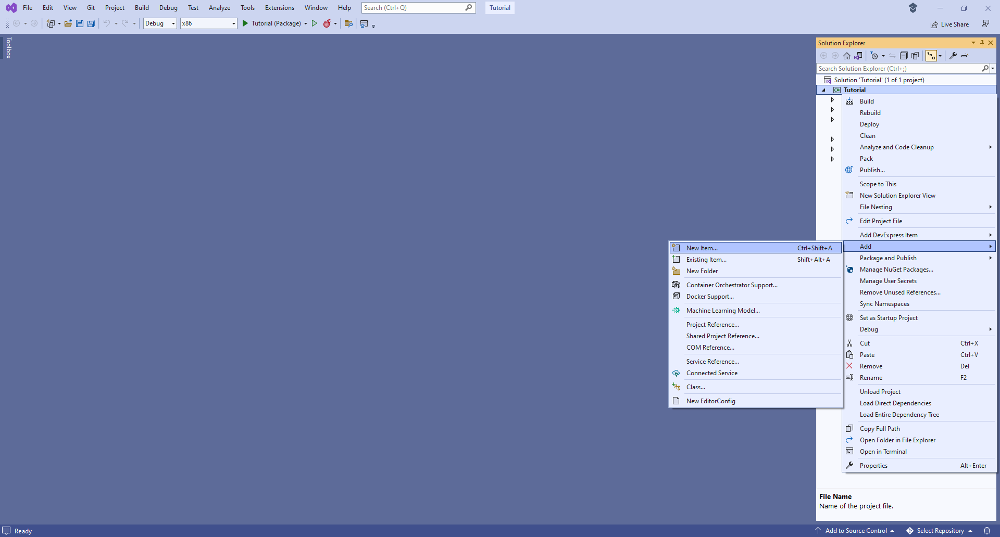 File Edit View Git Project Build Debug Test Analyze Tools Extensions Window Help Search (Ctrl+Q) Tutorial
Debug x86 Tutorial (Package) Live Share
Toolbox
Solution Explorer
Search Solution Explorer (Ctrl+;)
Solution 'Tutorial' (1 of 1 project)
C# Tutorial
Build
Rebuild
Deploy
Clean
Analyze and Code Cleanup
Pack
Publish...
Scope to This
New Solution Explorer View
File Nesting
Edit Project File
Add DevExpress Item
Add
Package and Publish
Manage NuGet Packages...
Manage User Secrets
Remove Unused References...
Sync Namespaces
Set as Startup Project
Debug
Cut Ctrl+X
Paste Ctrl+V
Remove Del
Rename F2
Unload Project
Load Direct Dependencies
Load Entire Dependency Tree
Copy Full Path
Open Folder in File Explorer
Open in Terminal
Properties Alt+Enter
New Item... Ctrl+Shift+A
Existing Item... Shift+Alt+A
New Folder
Container Orchestrator Support...
Docker Support...
Machine Learning Model...
Project Reference...
Shared Project Reference...
COM Reference...
Service Reference...
Connected Service
Class...
New EditorConfig
File Name
Name of the project file.
Ready Add to Source Control Select Repository